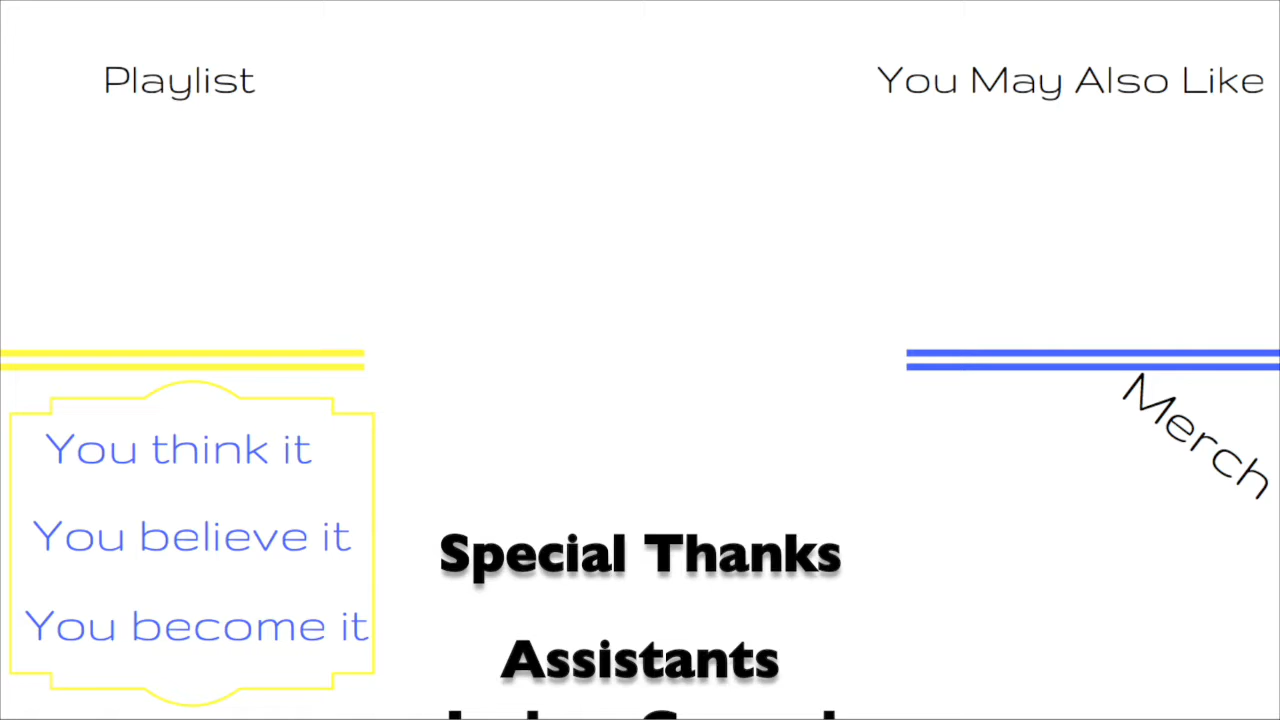 Playlist
You May Also Like
Merch
You think it
You believe it
You become it
Special Thanks
Assistants